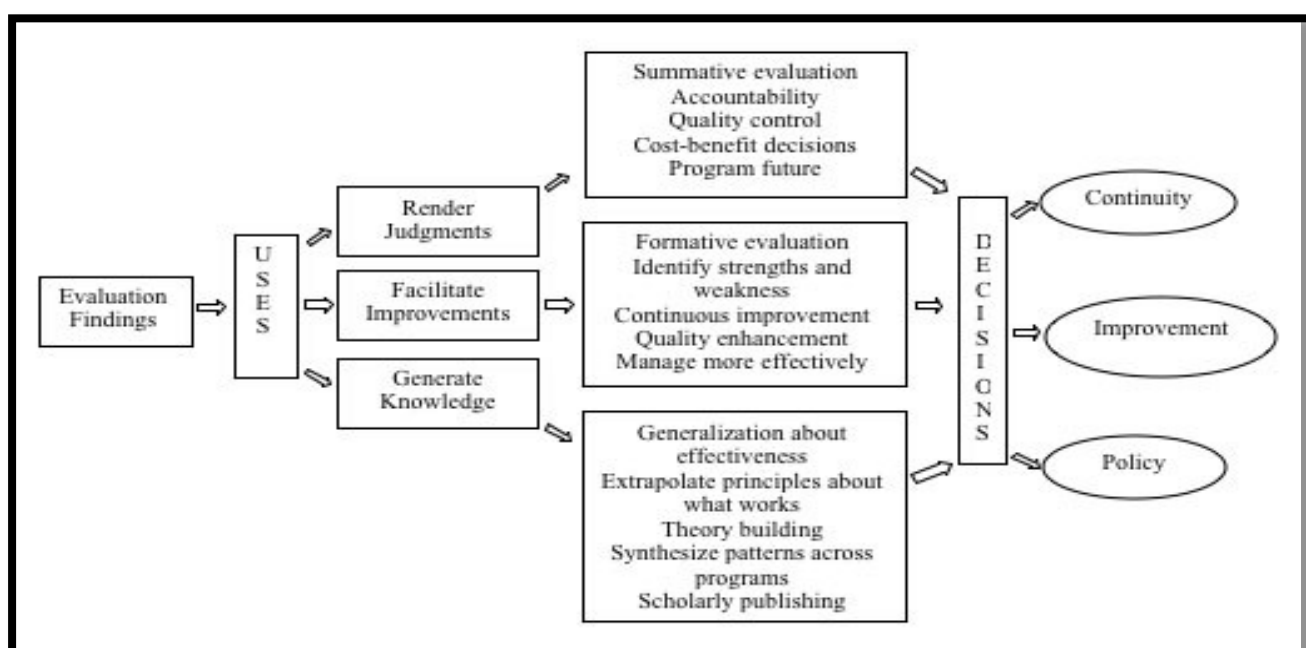 Evaluation
Findings
USES
Render
Judgments
Facilitate
Improvements
Generate
Knowledge
Summative evaluation
Accountability
Quality control
Cost-benefit decisions
Program future
Formative evaluation
Identify strengths and
weakness
Continuous improvement
Quality enhancement
Manage more effectively
Generalization about
effectiveness
Extrapolate principles about
what works
Theory building
Synthesize patterns across
programs
Scholarly publishing
DECISIONS
Continuity
Improvement
Policy